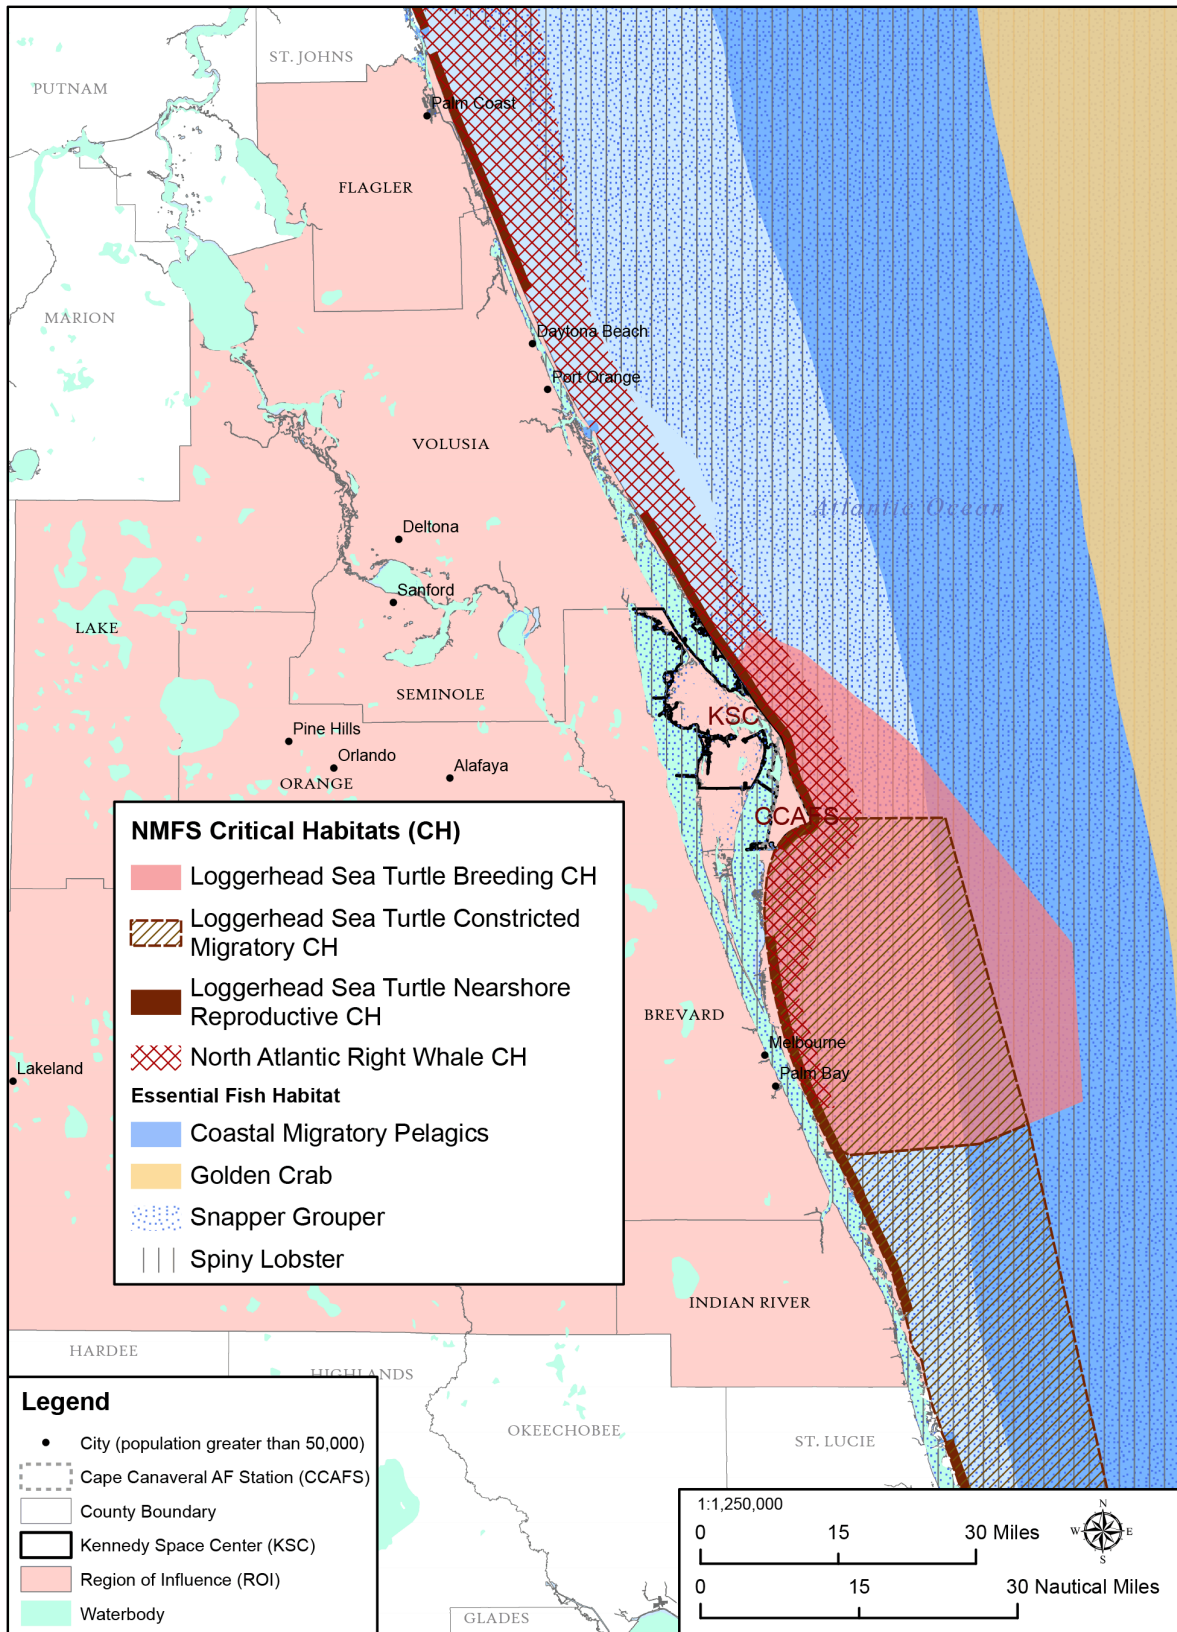 ST. JOHNS
PUTNAM
Palm Coast
FLAGLER
MARION
Daytona Beach
Port Orange
VOLUSIA
Atlantic Ocean
Deltona
Sanford
LAKE
SEMINOLE
KSC
Pine Hills
Orlando
Alafaya
ORANGE
CCAFS
NMFS Critical Habitats (CH)
Loggerhead Sea Turtle Breeding CH
Loggerhead Sea Turtle Constricted
Migratory CH
Loggerhead Sea Turtle Nearshore
Reproductive CH
North Atlantic Right Whale CH
Essential Fish Habitat
Coastal Migratory Pelagics
Golden Crab
Snapper Grouper
Spiny Lobster
BREVARD
Melbourne
Lakeland
Palm Bay
INDIAN RIVER
HARDEE
HIGHLANDS
OKEECHOBEE
ST. LUCIE
GLADES
Legend
City (population greater than 50,000)
Cape Canaveral AF Station (CCAFS)
County Boundary
Kennedy Space Center (KSC)
Region of Influence (ROI)
Waterbody
1:1,250,000
0 15 30 Miles
0 15 30 Nautical Miles
N
W E
S